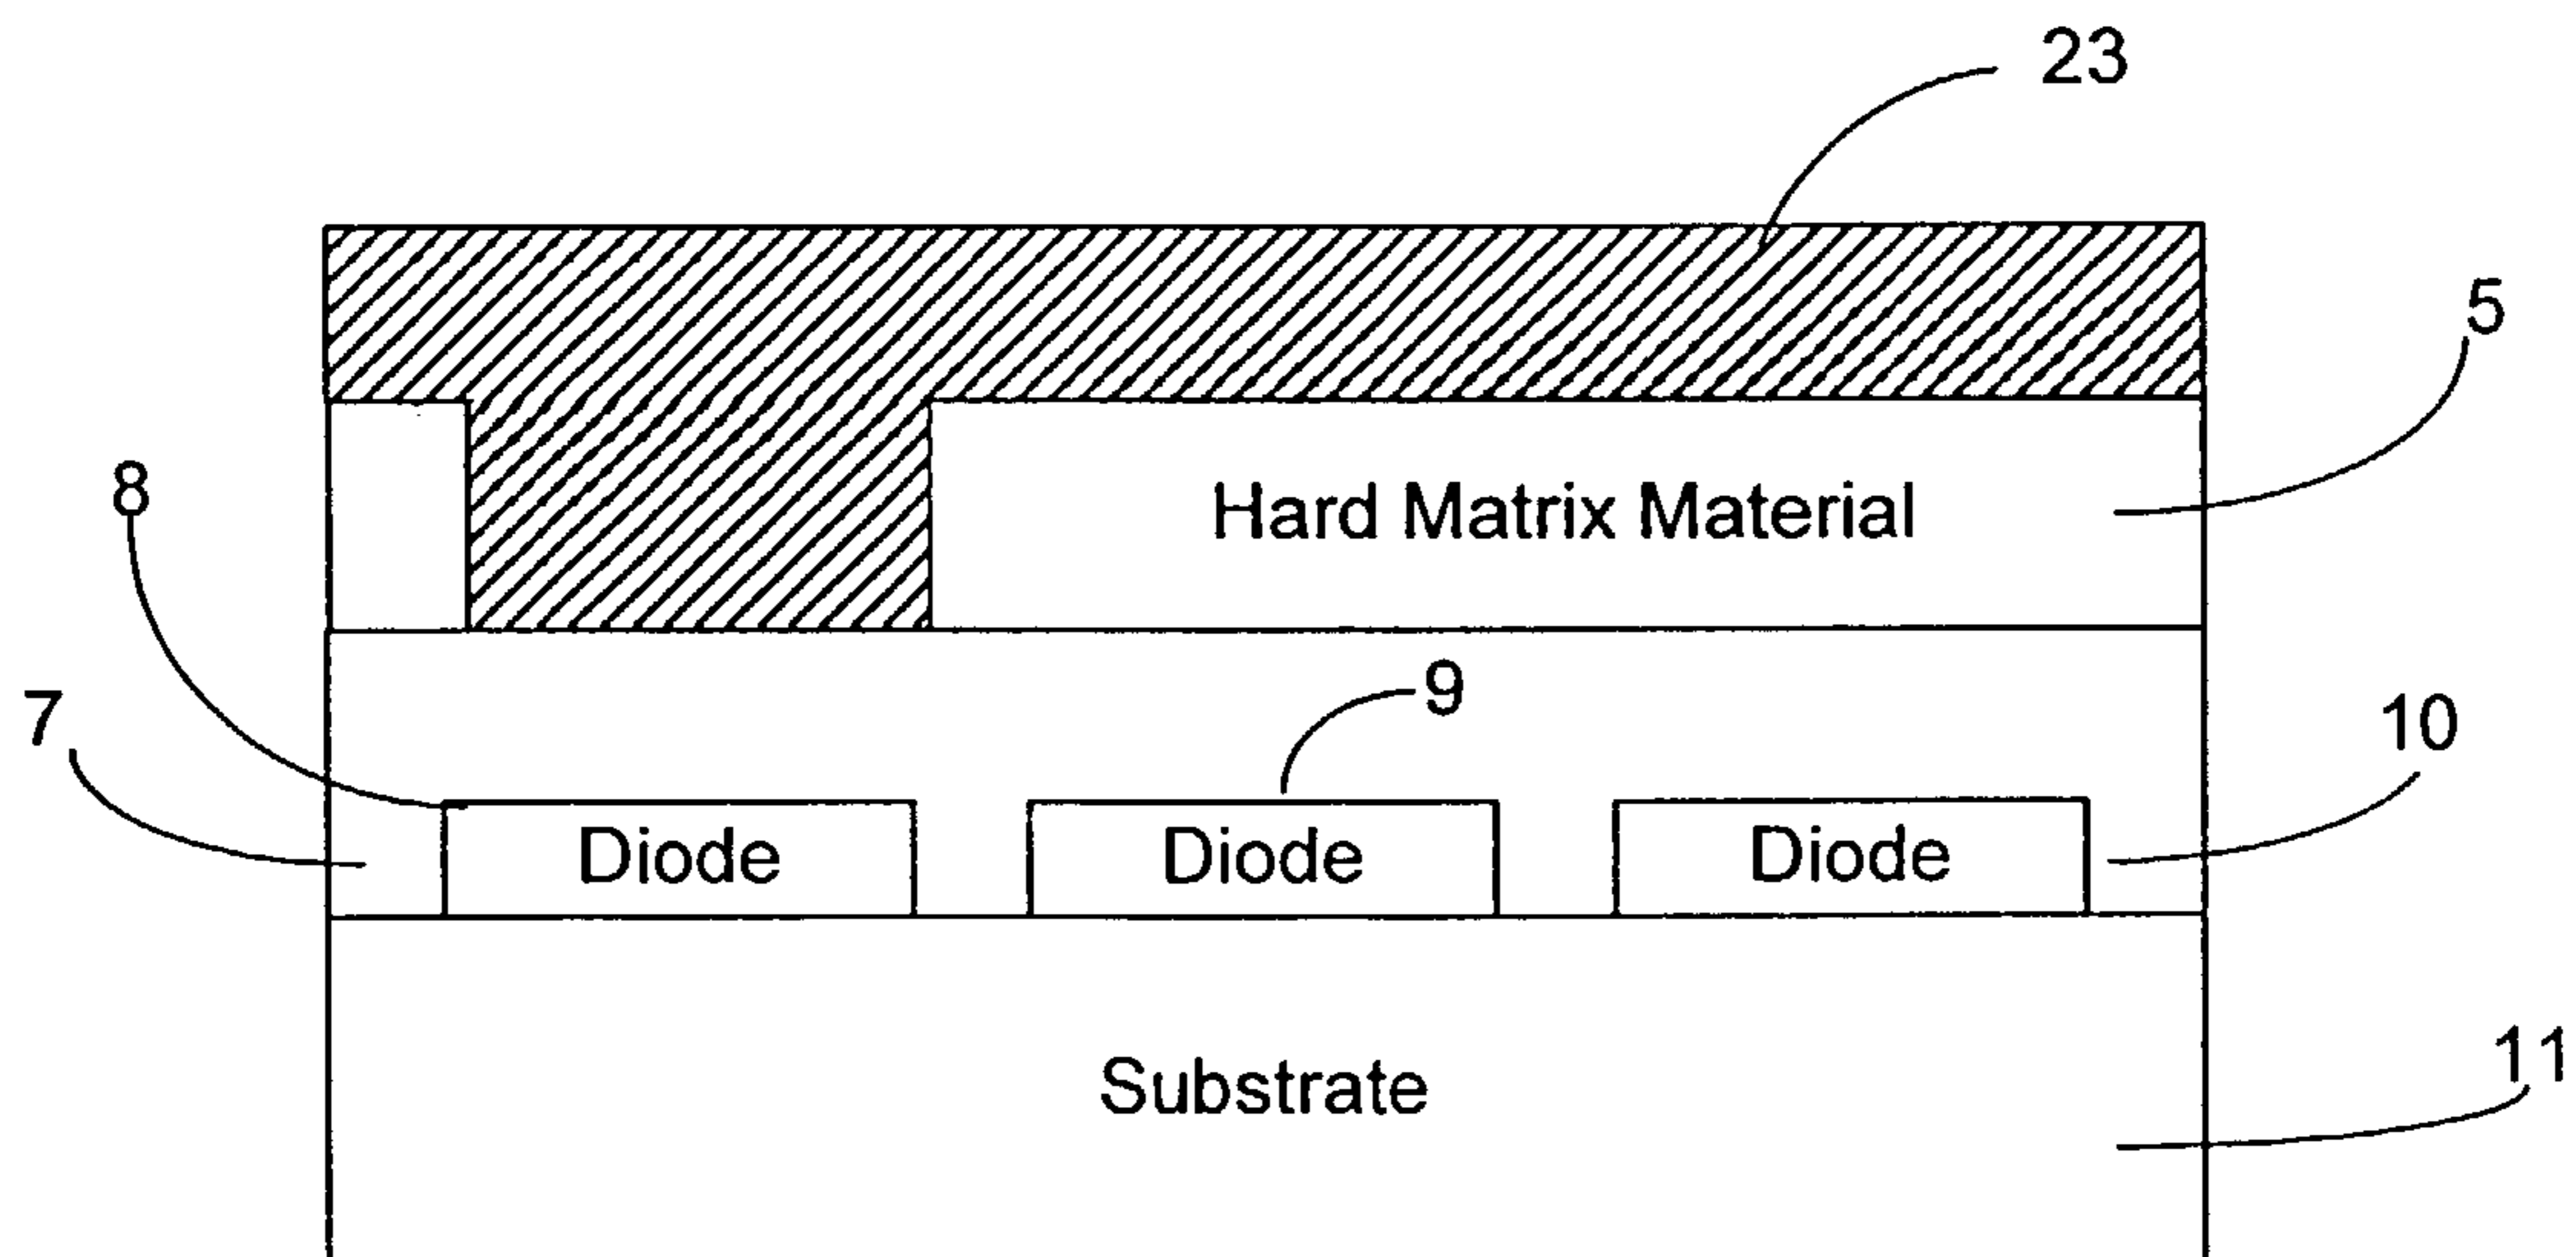 23
5
Hard Matrix Material
8
9
7
10
Diode Diode Diode
11
Substrate